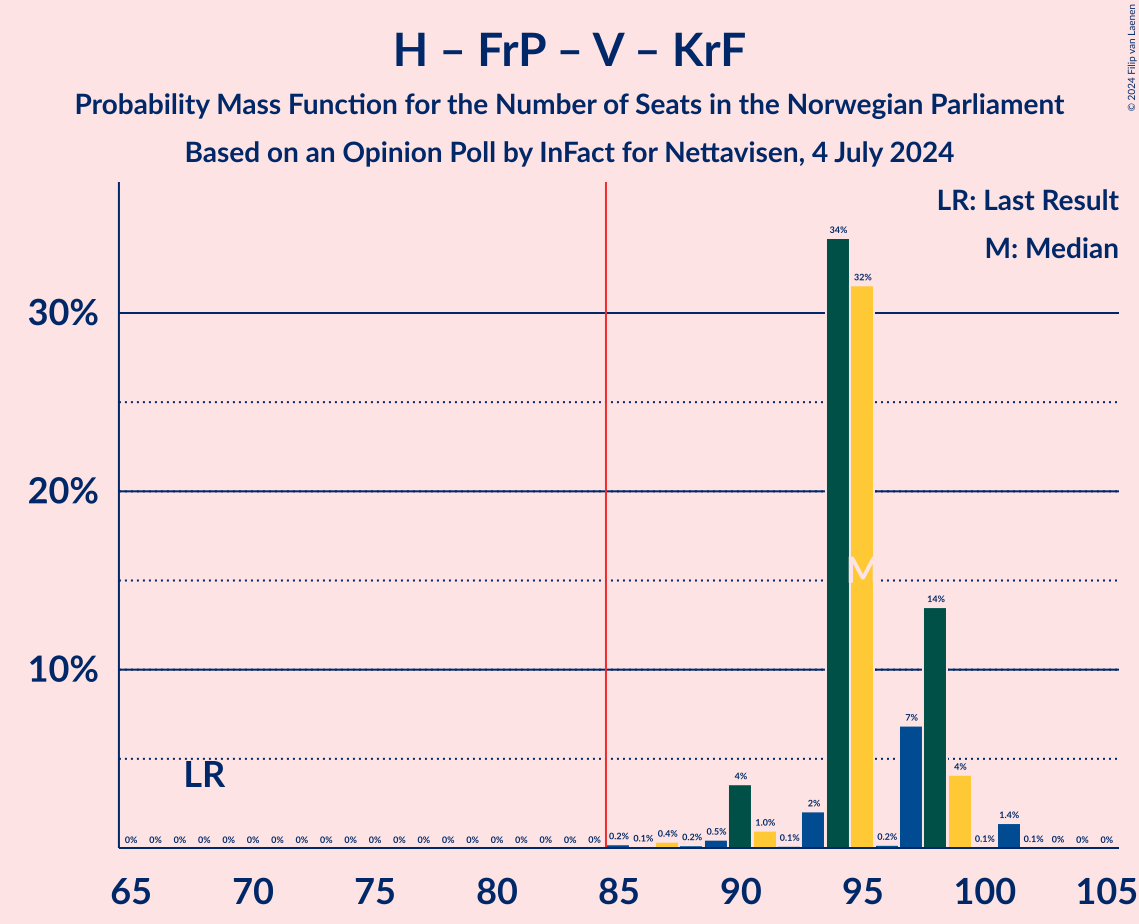 H – FrP – V – KrF
Probability Mass Function for the Number of Seats in the Norwegian Parliament
Based on an Opinion Poll by InFact for Nettavisen, 4 July 2024
© 2024 Filip van Laenen
LR: Last Result
M: Median
30%
20%
10%
LR
M
0% 0% 0% 0% 0% 0% 0% 0% 0% 0% 0% 0% 0% 0% 0% 0% 0% 0% 0% 0% 0.2% 0.1% 0.4% 0.2% 0.5% 4% 1.0% 0.1% 2% 34% 32% 0.2% 7% 14% 4% 0.1% 1.4% 0.1% 0% 0% 0%
65 70 75 80 85 90 95 100 105